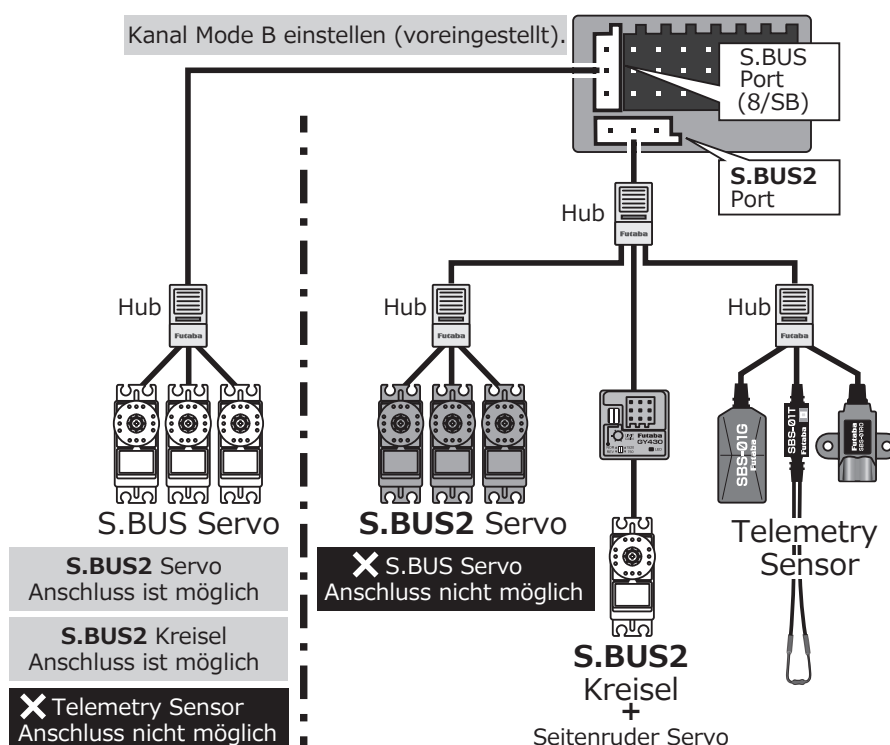 Kanal Mode B einstellen (voreingestellt).
S.BUS
Port
(8/SB)
S.BUS2
Port
Hub
Futaba
Hub
Futaba
Hub
Futaba
Hub
Futaba
Futaba
GY430
SBS-01G
Futaba
SBS-01T
Futaba
Futaba
S.BUS Servo
S.BUS2 Servo
Telemetry
Sensor
S.BUS2 Servo
Anschluss ist möglich
S.BUS2 Kreisel
Anschluss ist möglich
Telemetry Sensor
Anschluss nicht möglich
S.BUS Servo
Anschluss nicht möglich
S.BUS2
Kreisel
+
Seitenruder Servo